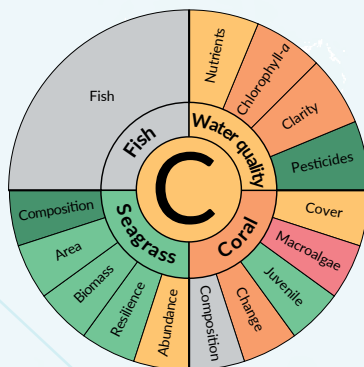 C
Fish
Water quality
Coral
Seagrass
Fish
Nutrients
Chlorophyll-a
Clarity
Pesticides
Cover
Macroalgae
Juvenile
Change
Composition
Abundance
Resilience
Biomass
Area
Composition